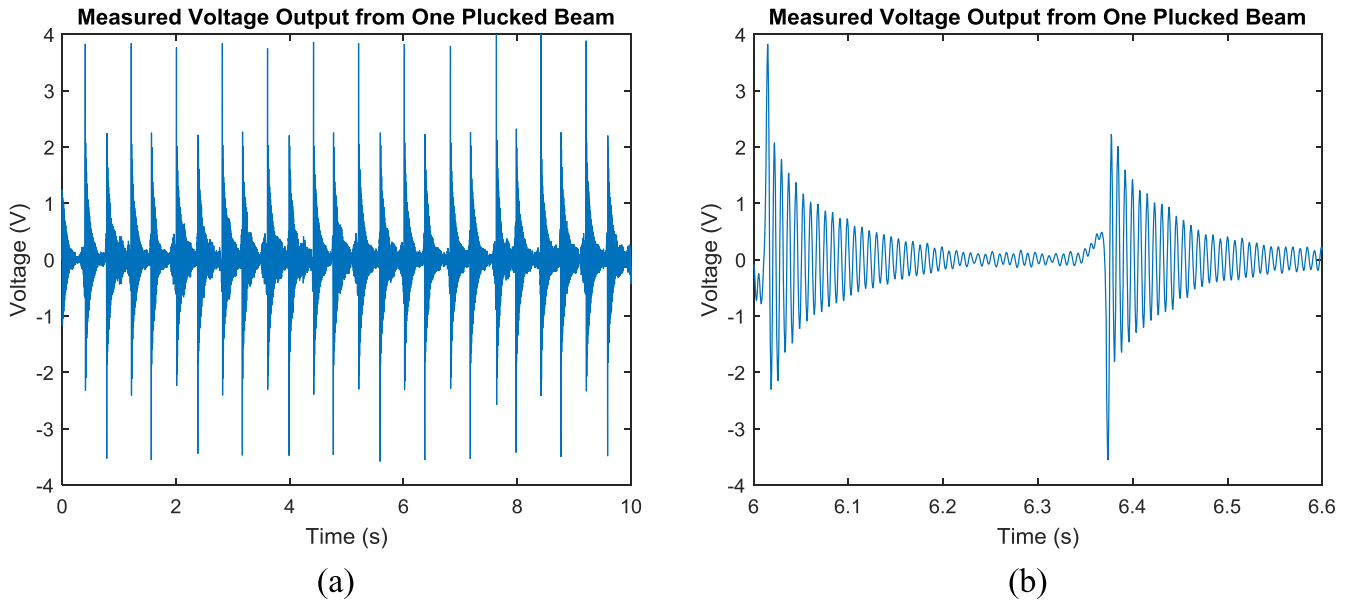 Measured Voltage Output from One Plucked Beam
4
3
2
1
0
-1
-2
-3
-4
Voltage (V)
0 2 4 6 8 10
Time (s)
(a)
Measured Voltage Output from One Plucked Beam
4
3
2
1
0
-1
-2
-3
-4
Voltage (V)
6 6.1 6.2 6.3 6.4 6.5 6.6
Time (s)
(b)